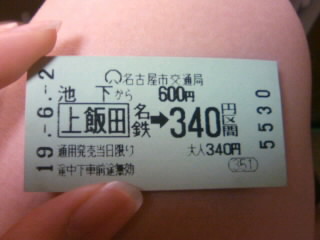 名古屋市交通局
池下から 600円
上飯田 名鉄→340円区間
通用発売当日限り 大人340円
途中下車前途無効 351
19.-6.-2
5530